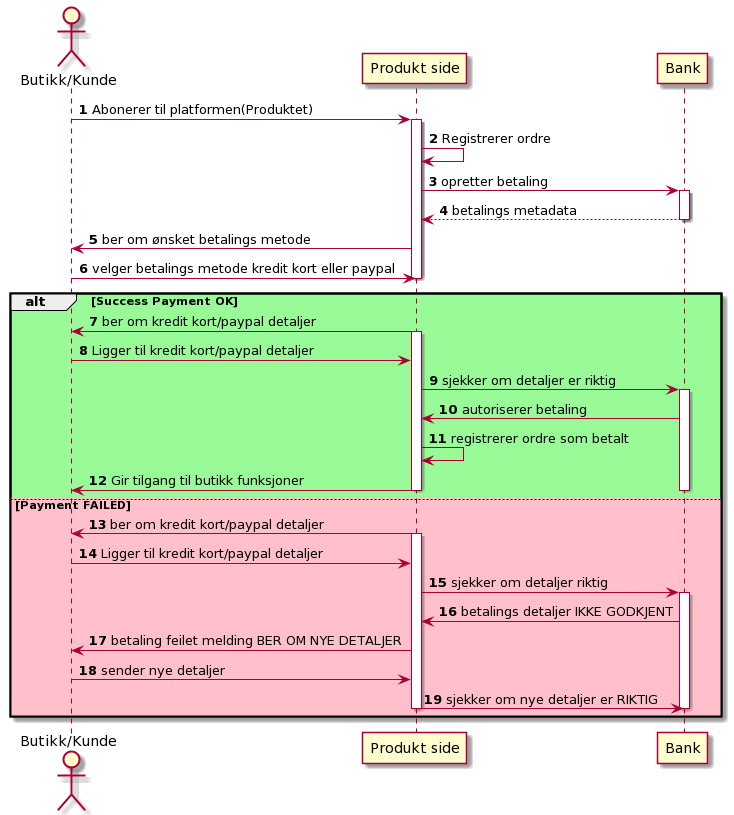 Butikk/Kunde
Produkt side
Bank
1 Abonerer til platformen(Produktet)
2 Registrerer ordre
3 opretter betaling
4 betalings metadata
5 ber om ønsket betalings metode
6 velger betalings metode kredit kort eller paypal
alt [Success Payment OK]
7 ber om kredit kort/paypal detaljer
8 Ligger til kredit kort/paypal detaljer
9 sjekker om detaljer er riktig
10 autoriserer betaling
11 registrerer ordre som betalt
12 Gir tilgang til butikk funksjoner
[Payment FAILED]
13 ber om kredit kort/paypal detaljer
14 Ligger til kredit kort/paypal detaljer
15 sjekker om detaljer riktig
16 betalings detaljer IKKE GODKJENT
17 betaling feilet melding BER OM NYE DETALJER
18 sender nye detaljer
19 sjekker om nye detaljer er RIKTIG
Butikk/Kunde
Produkt side
Bank